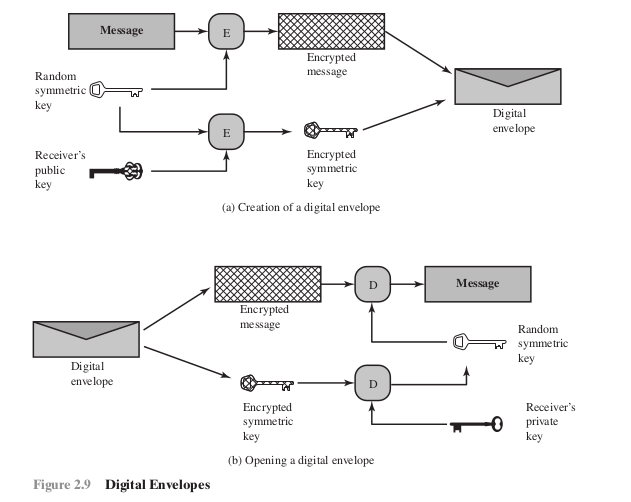 Message
E
Encrypted
message
Random
symmetric
key
Digital
envelope
E
Receiver's
public
key
Encrypted
symmetric
key
(a) Creation of a digital envelope
Encrypted
message
D
Message
Random
symmetric
key
Digital
envelope
D
Encrypted
symmetric
key
Receiver's
private
key
(b) Opening a digital envelope
Figure 2.9 Digital Envelopes